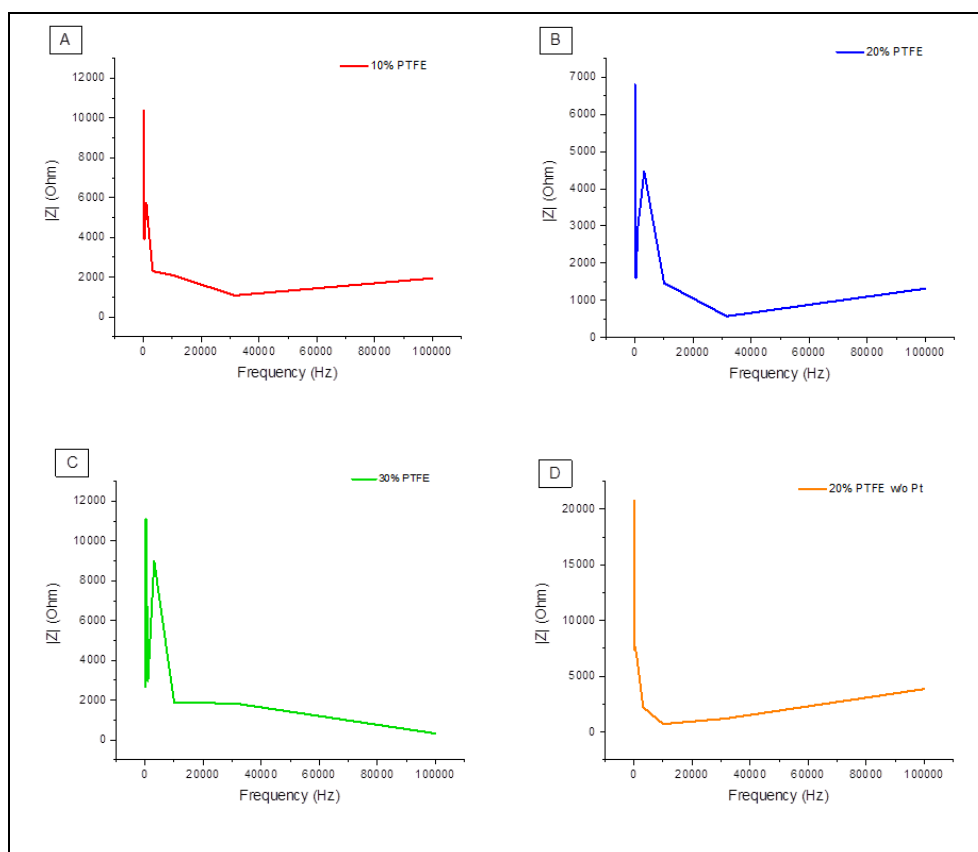 A
10% PTFE
12000
10000
8000
6000
4000
2000
0
|Z| (Ohm)
0 20000 40000 60000 80000 100000
Frequency (Hz)
B
20% PTFE
7000
6000
5000
4000
3000
2000
1000
0
|Z| (Ohm)
0 20000 40000 60000 80000 100000
Frequency (Hz)
C
30% PTFE
12000
10000
8000
6000
4000
2000
0
|Z| (Ohm)
0 20000 40000 60000 80000 100000
Frequency (Hz)
D
20% PTFE w/o Pt
20000
15000
10000
5000
0
|Z| (Ohm)
0 20000 40000 60000 80000 100000
Frequency (Hz)